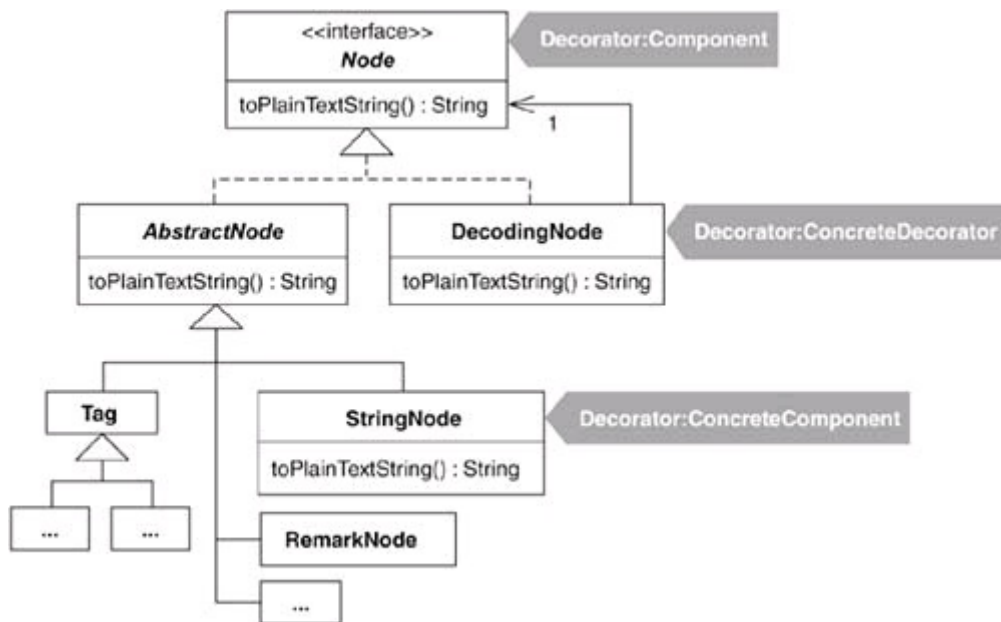 <<interface>>
Node
Decorator:Component
toPlainTextString() : String
1
AbstractNode
DecodingNode
Decorator:ConcreteDecorator
toPlainTextString() : String
toPlainTextString() : String
Tag
StringNode
Decorator:ConcreteComponent
toPlainTextString() : String
...
...
RemarkNode
...